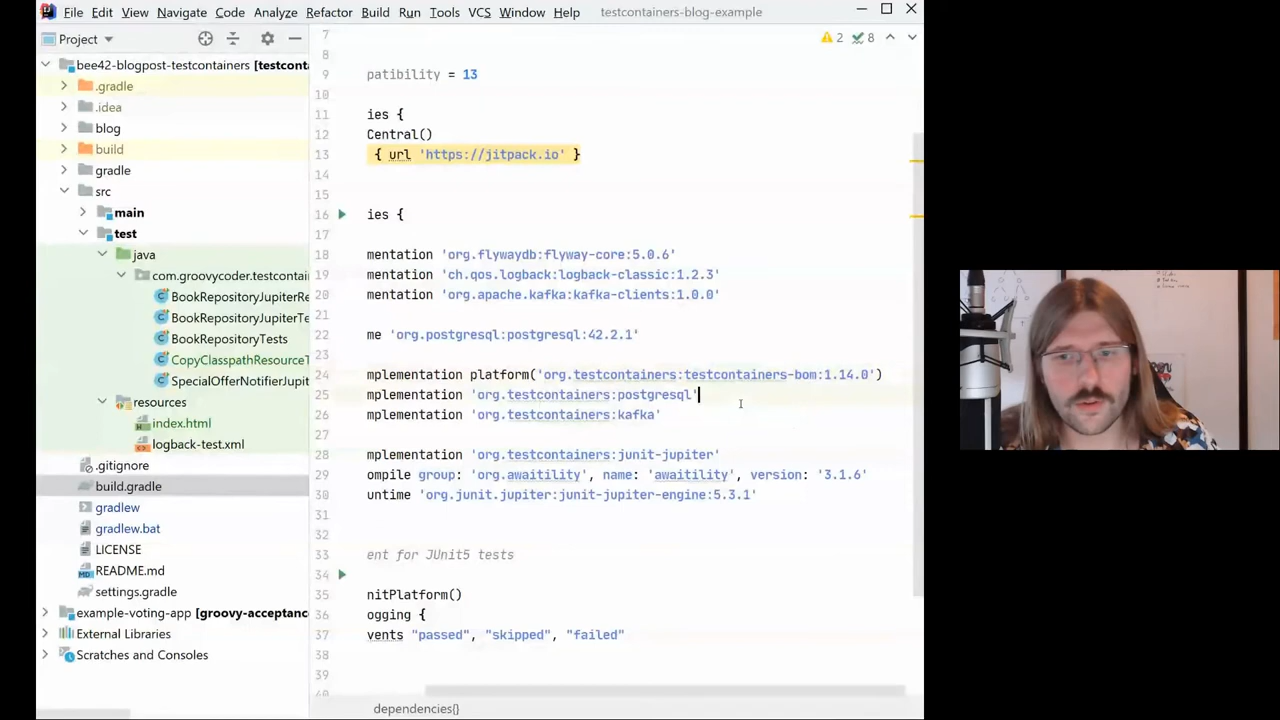 File Edit View Navigate Code Analyze Refactor Build Run Tools VCS Window Help testcontainers-blog-example
Project
bee42-blogpost-testcontainers [testcont
.gradle
.idea
blog
build
gradle
src
main
test
java
com.groovycoder.testcontai
BookRepositoryJupiterRe
BookRepositoryJupiterTe
BookRepositoryTests
CopyClasspathResourceT
SpecialOfferNotifierJupit
resources
index.html
logback-test.xml
.gitignore
build.gradle
gradlew
gradlew.bat
LICENSE
README.md
settings.gradle
example-voting-app [groovy-acceptance
External Libraries
Scratches and Consoles
2 8
7
8
9 patibility = 13
10
11 ies {
12 Central()
13 { url 'https://jitpack.io' }
14
15
16 ies {
17
18 mentation 'org.flywaydb:flyway-core:5.0.6'
19 mentation 'ch.qos.logback:logback-classic:1.2.3'
20 mentation 'org.apache.kafka:kafka-clients:1.0.0'
21
22 me 'org.postgresql:postgresql:42.2.1'
23
24 mplementation platform('org.testcontainers:testcontainers-bom:1.14.0')
25 mplementation 'org.testcontainers:postgresql'
26 mplementation 'org.testcontainers:kafka'
27
28 mplementation 'org.testcontainers:junit-jupiter'
29 ompile group: 'org.awaitility', name: 'awaitility', version: '3.1.6'
30 untime 'org.junit.jupiter:junit-jupiter-engine:5.3.1'
31
32
33 ent for JUnit5 tests
34
35 nitPlatform()
36 ogging {
37 vents "passed", "skipped", "failed"
38
39
40
dependencies{}